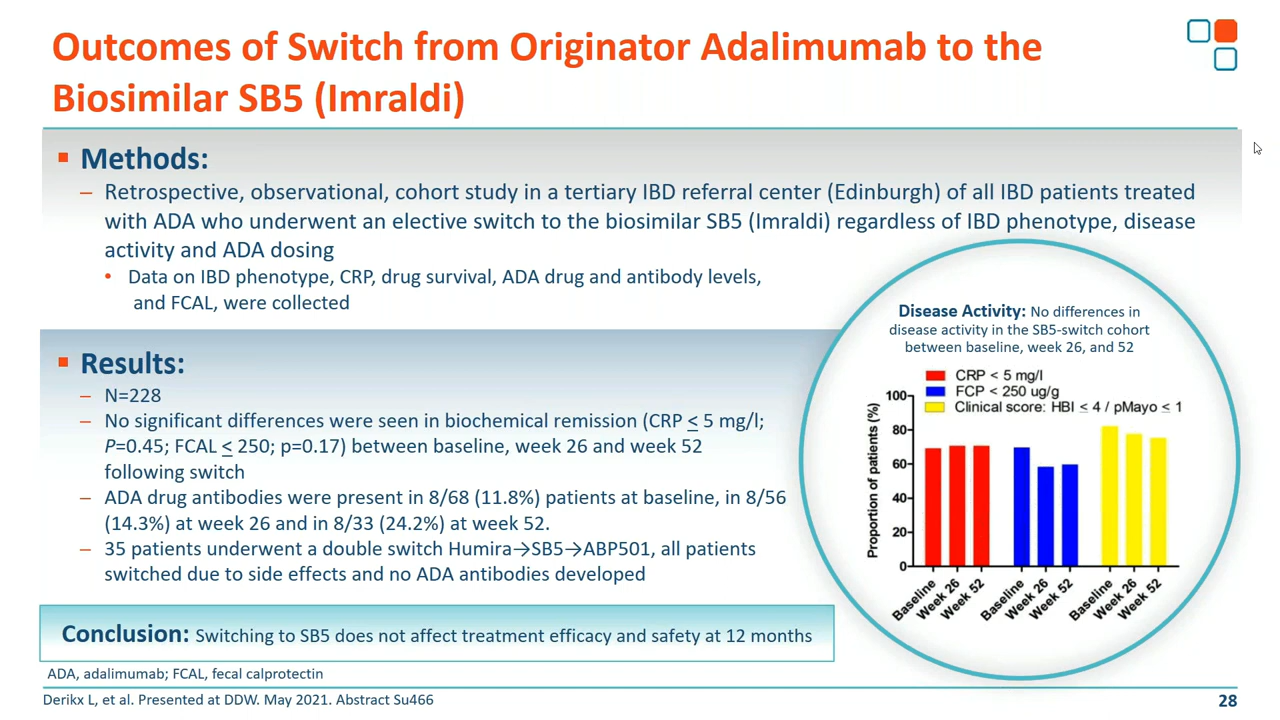 Outcomes of Switch from Originator Adalimumab to the
Biosimilar SB5 (Imraldi)
Methods:
– Retrospective, observational, cohort study in a tertiary IBD referral center (Edinburgh) of all IBD patients treated
with ADA who underwent an elective switch to the biosimilar SB5 (Imraldi) regardless of IBD phenotype, disease
activity and ADA dosing
• Data on IBD phenotype, CRP, drug survival, ADA drug and antibody levels,
and FCAL, were collected
Results:
– N=228
– No significant differences were seen in biochemical remission (CRP ≤ 5 mg/l;
P=0.45; FCAL ≤ 250; p=0.17) between baseline, week 26 and week 52
following switch
– ADA drug antibodies were present in 8/68 (11.8%) patients at baseline, in 8/56
(14.3%) at week 26 and in 8/33 (24.2%) at week 52.
– 35 patients underwent a double switch Humira→SB5→ABP501, all patients
switched due to side effects and no ADA antibodies developed
Conclusion: Switching to SB5 does not affect treatment efficacy and safety at 12 months
Disease Activity: No differences in
disease activity in the SB5-switch cohort
between baseline, week 26, and 52
CRP < 5 mg/l
FCP < 250 ug/g
Clinical score: HBI ≤ 4 / pMayo ≤ 1
Proportion of patients (%)
100
80
60
40
20
0
Baseline
Week 26
Week 52
Baseline
Week 26
Week 52
Baseline
Week 26
Week 52
ADA, adalimumab; FCAL, fecal calprotectin
Derikx L, et al. Presented at DDW. May 2021. Abstract Su466
28